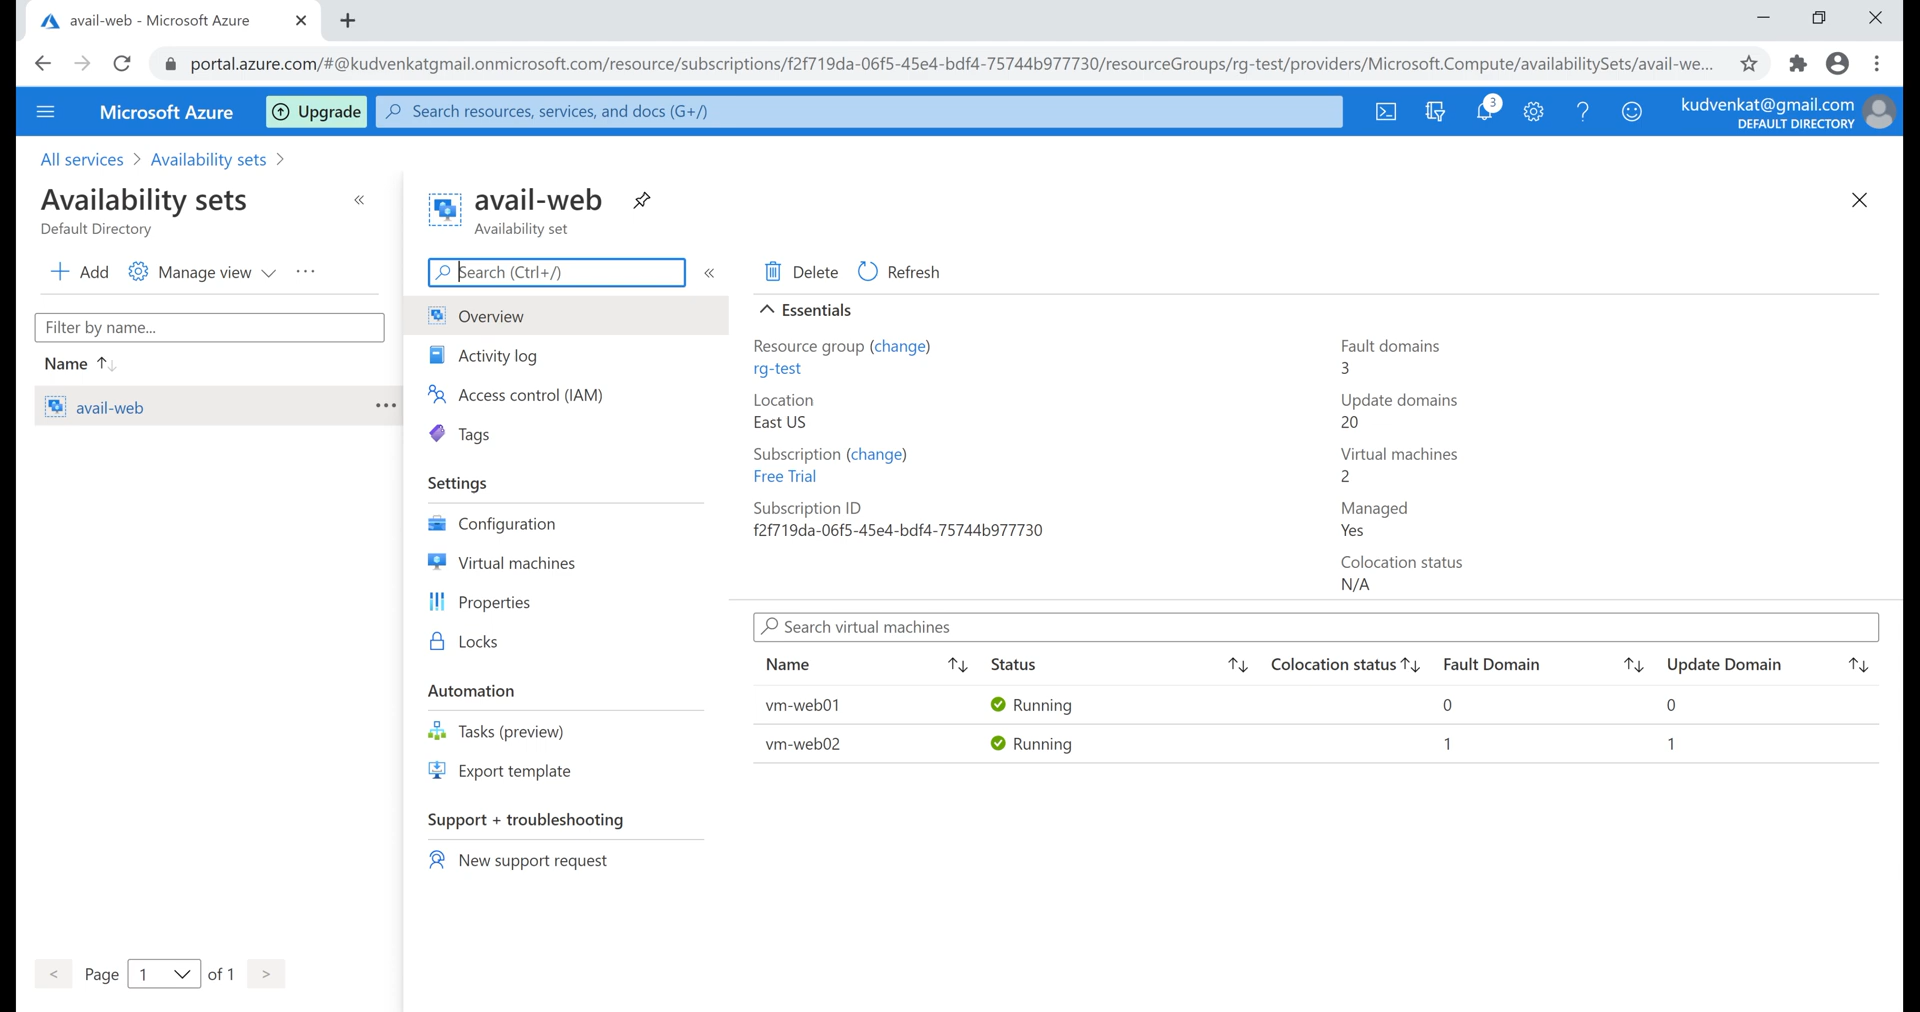 avail-web - Microsoft Azure
portal.azure.com/#@kudvenkatgmail.onmicrosoft.com/resource/subscriptions/f2f719da-06f5-45e4-bdf4-75744b977730/resourceGroups/rg-test/providers/Microsoft.Compute/availabilitySets/avail-we...
Microsoft Azure
Upgrade
Search resources, services, and docs (G+/)
3
kudvenkat@gmail.com
DEFAULT DIRECTORY
All services > Availability sets >
Availability sets
Default Directory
Add
Manage view
Filter by name...
Name
avail-web
Page 1 of 1
avail-web
Availability set
Search (Ctrl+/)
Overview
Activity log
Access control (IAM)
Tags
Settings
Configuration
Virtual machines
Properties
Locks
Automation
Tasks (preview)
Export template
Support + troubleshooting
New support request
Delete
Refresh
Essentials
Resource group (change)
rg-test
Location
East US
Subscription (change)
Free Trial
Subscription ID
f2f719da-06f5-45e4-bdf4-75744b977730
Fault domains
3
Update domains
20
Virtual machines
2
Managed
Yes
Colocation status
N/A
Search virtual machines
Name Status Colocation status Fault Domain Update Domain
vm-web01 Running 0 0
vm-web02 Running 1 1